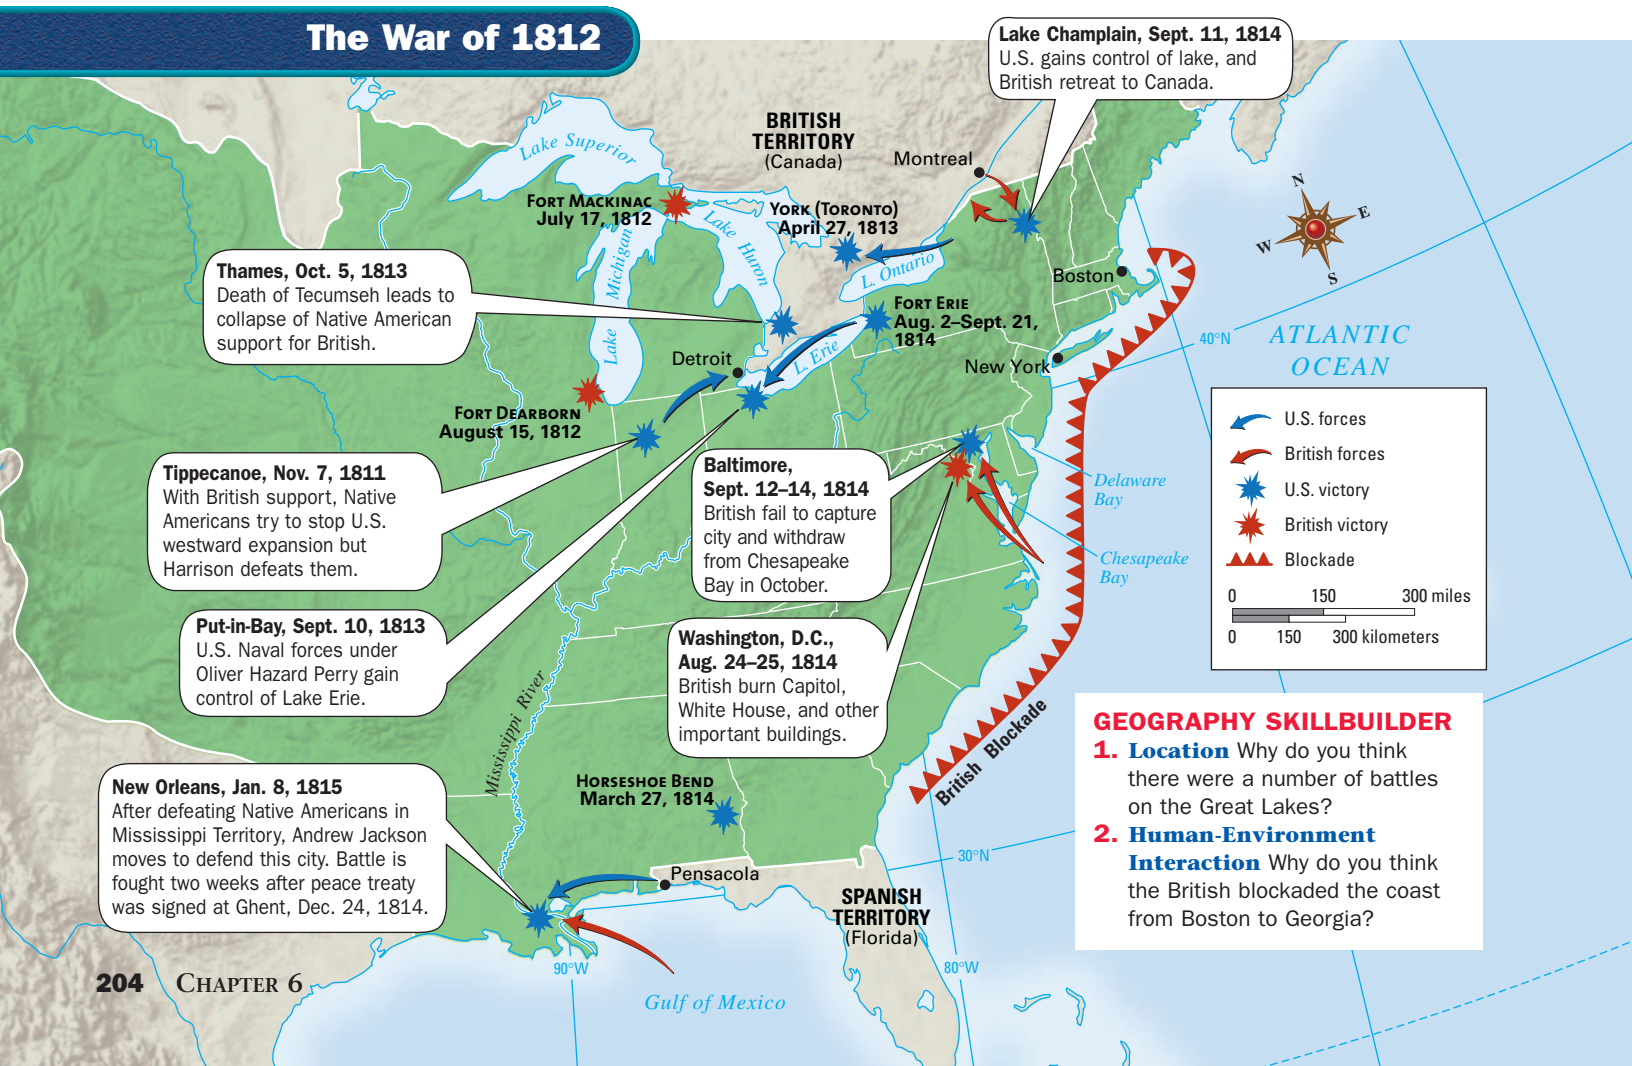 The War of 1812
Lake Champlain, Sept. 11, 1814
U.S. gains control of lake, and
British retreat to Canada.
BRITISH
TERRITORY
(Canada)
Montreal
Lake Superior
FORT MACKINAC
July 17, 1812
YORK (TORONTO)
April 27, 1813
Lake Huron
Lake Michigan
L. Ontario
Boston
N
E
W
S
Thames, Oct. 5, 1813
Death of Tecumseh leads to
collapse of Native American
support for British.
FORT ERIE
Aug. 2–Sept. 21,
1814
L. Erie
Detroit
New York
40°N
ATLANTIC
OCEAN
FORT DEARBORN
August 15, 1812
U.S. forces
British forces
U.S. victory
British victory
Blockade
0 150 300 miles
0 150 300 kilometers
Tippecanoe, Nov. 7, 1811
With British support, Native
Americans try to stop U.S.
westward expansion but
Harrison defeats them.
Baltimore,
Sept. 12–14, 1814
British fail to capture
city and withdraw
from Chesapeake
Bay in October.
Delaware
Bay
Chesapeake
Bay
Put-in-Bay, Sept. 10, 1813
U.S. Naval forces under
Oliver Hazard Perry gain
control of Lake Erie.
Washington, D.C.,
Aug. 24–25, 1814
British burn Capitol,
White House, and other
important buildings.
Mississippi River
British Blockade
GEOGRAPHY SKILLBUILDER
1. Location Why do you think
there were a number of battles
on the Great Lakes?
2. Human-Environment
Interaction Why do you think
the British blockaded the coast
from Boston to Georgia?
New Orleans, Jan. 8, 1815
After defeating Native Americans in
Mississippi Territory, Andrew Jackson
moves to defend this city. Battle is
fought two weeks after peace treaty
was signed at Ghent, Dec. 24, 1814.
HORSESHOE BEND
March 27, 1814
30°N
Pensacola
SPANISH
TERRITORY
(Florida)
90°W
80°W
Gulf of Mexico
204 CHAPTER 6